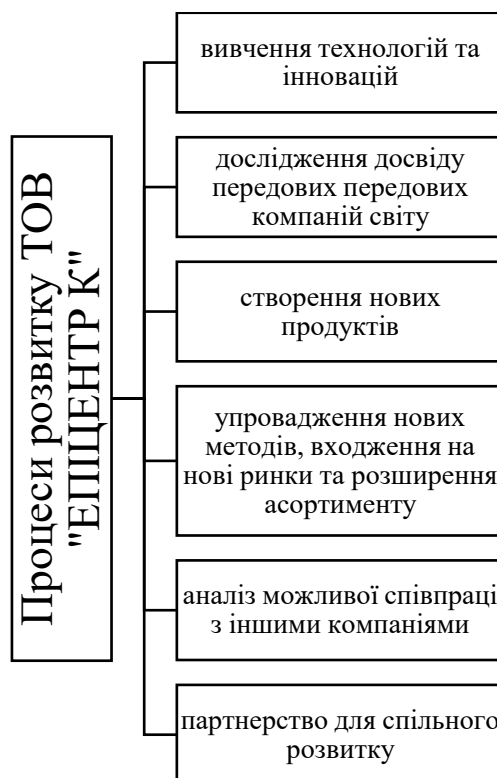 Процеси розвитку ТОВ
"ЕПІЦЕНТР К"
вивчення технологій та
інновацій
дослідження досвіду
передових передових
компаній світу
створення нових
продуктів
упровадження нових
методів, входження на
нові ринки та розширення
асортименту
аналіз можливої співпраці
з іншими компаніями
партнерство для спільного
розвитку